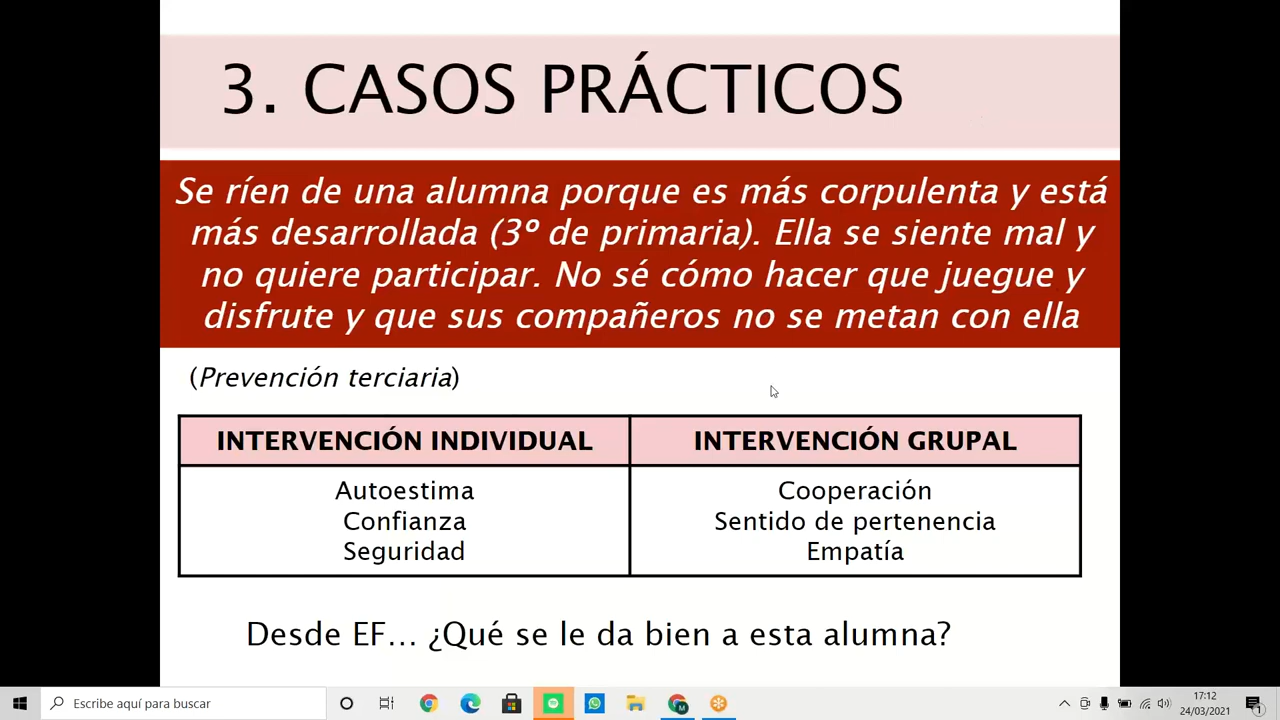 3. CASOS PRÁCTICOS
Se ríen de una alumna porque es más corpulenta y está
más desarrollada (3º de primaria). Ella se siente mal y
no quiere participar. No sé cómo hacer que juegue y
disfrute y que sus compañeros no se metan con ella
(Prevención terciaria)
INTERVENCIÓN INDIVIDUAL
INTERVENCIÓN GRUPAL
Autoestima
Confianza
Seguridad
Cooperación
Sentido de pertenencia
Empatía
Desde EF... ¿Qué se le da bien a esta alumna?
Escribe aquí para buscar
17:12
24/03/2021
1